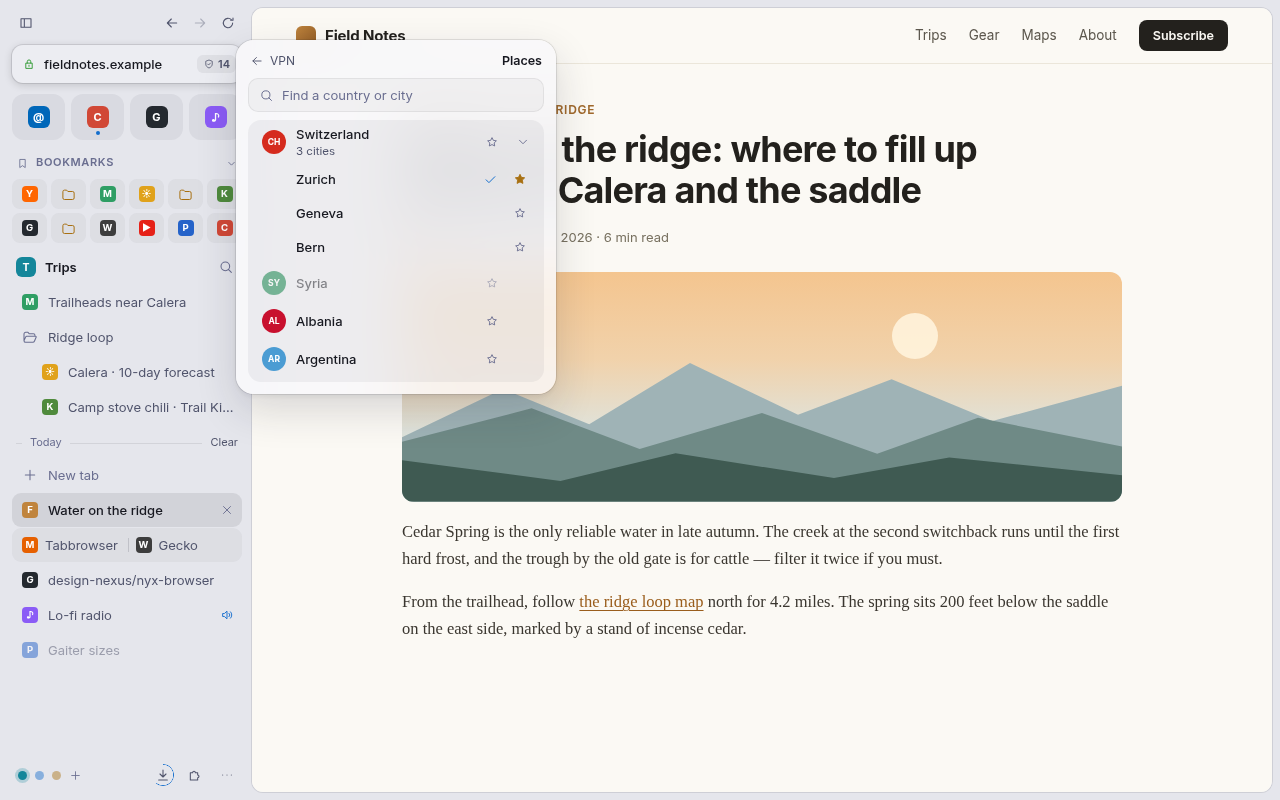 fieldnotes.example
14
BOOKMARKS
Trips
Trailheads near Calera
Ridge loop
Calera · 10-day forecast
Camp stove chili · Trail Ki...
Today
Clear
New tab
Water on the ridge
Tabbrowser
Gecko
design-nexus/nyx-browser
Lo-fi radio
Gaiter sizes
VPN
Places
Find a country or city
CH
Switzerland
3 cities
Zurich
Geneva
Bern
SY
Syria
AL
Albania
AR
Argentina
Field Notes
Trips
Gear
Maps
About
Subscribe
RIDGE
the ridge: where to fill up
Calera and the saddle
2026 · 6 min read
Cedar Spring is the only reliable water in late autumn. The creek at the second switchback runs until the first
hard frost, and the trough by the old gate is for cattle — filter it twice if you must.
From the trailhead, follow the ridge loop map north for 4.2 miles. The spring sits 200 feet below the saddle
on the east side, marked by a stand of incense cedar.